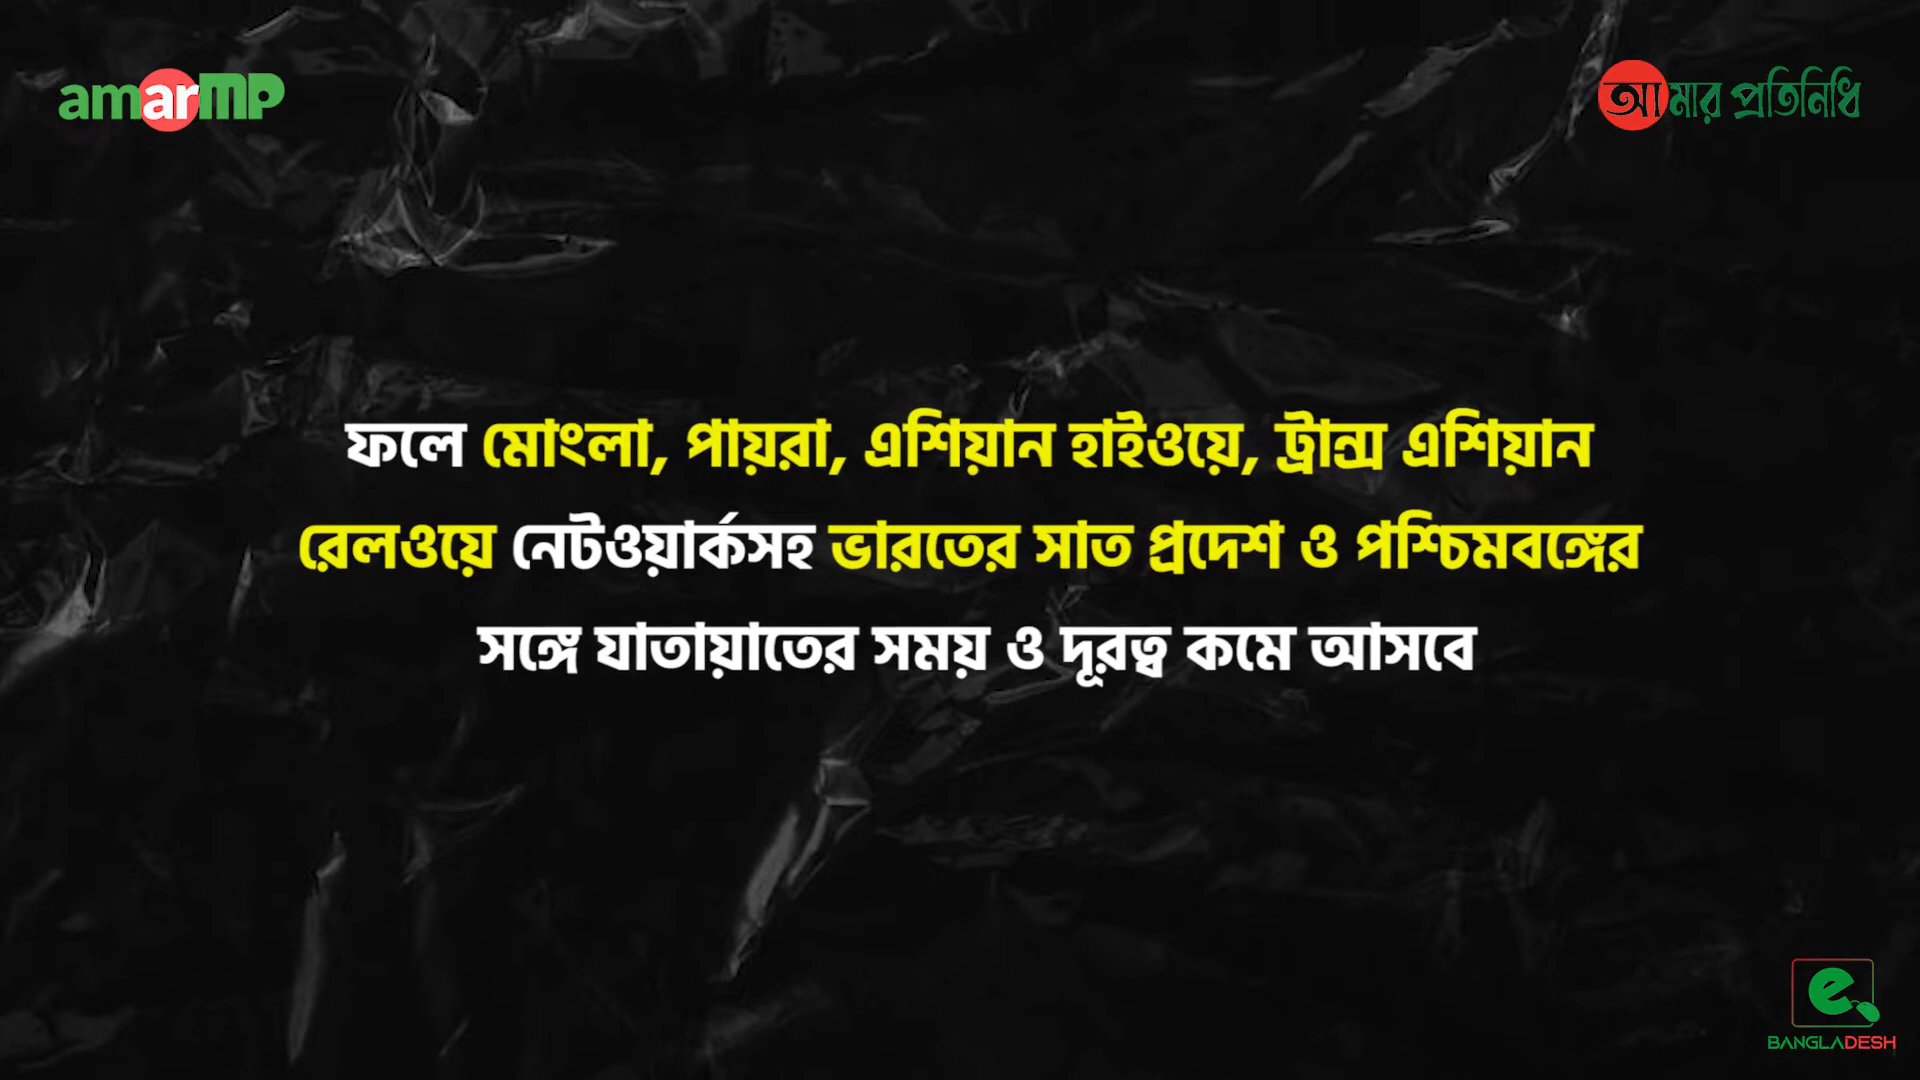 amarMP
আমার প্রতিনিধি
ফলে মোংলা, পায়রা, এশিয়ান হাইওয়ে, ট্রান্স এশিয়ান
রেলওয়ে নেটওয়ার্কসহ ভারতের সাত প্রদেশ ও পশ্চিমবঙ্গের
সঙ্গে যাতায়াতের সময় ও দূরত্ব কমে আসবে
e
BANGLADESH